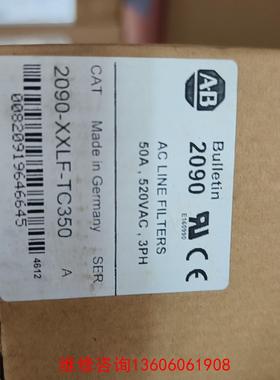 AB
Bulletin
2090
E165990
AC LINE FILTERS
50A , 520VAC , 3PH
CAT Made in Germany SER
2090-XXLF-TC350 A
00820919646645
4612
维修咨询13606061908